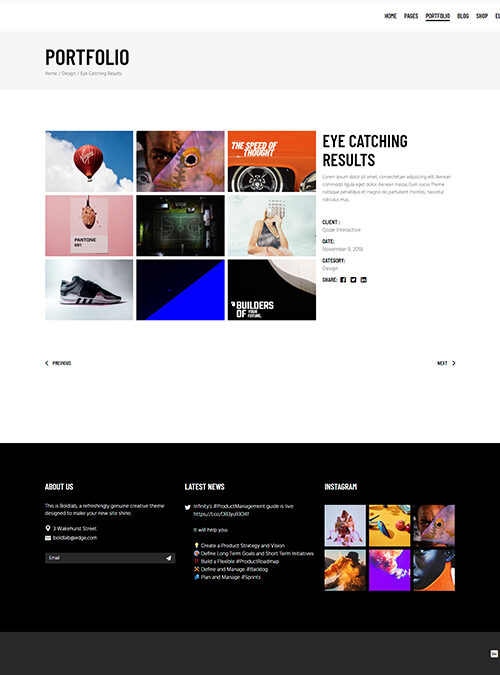 HOME PAGES PORTFOLIO BLOG SHOP
PORTFOLIO
Home / Design / Eye Catching Results
THE SPEED OF
THOUGHT
PANTONE
691
BUILDERS
OF YOUR
FUTURE.
EYE CATCHING
RESULTS
Lorem ipsum dolor sit amet, consectetuer adipiscing elit. Aenean
commodo ligula eget dolor. Aenean massa. Cum sociis Theme
natoque penatibus et magnis dis parturient montes, nascetur
ridiculus mus.
CLIENT :
Qode Interactive
DATE:
November 9, 2018
CATEGORY:
Design
SHARE:
PREVIOUS
NEXT
ABOUT US
This is Boldlab, a refreshingly genuine creative theme
designed to make your new site shine.
3 Wakehurst Street
boldlab@edge.com
Email
LATEST NEWS
Infinity's #ProductManagement guide is live:
It will help you:
Create a Product Strategy and Vision
Define Long Term Goals and Short Term Initiatives
Build a Flexible #ProductRoadmap
Define and Manage #Backlog
Plan and Manage #Sprints
INSTAGRAM